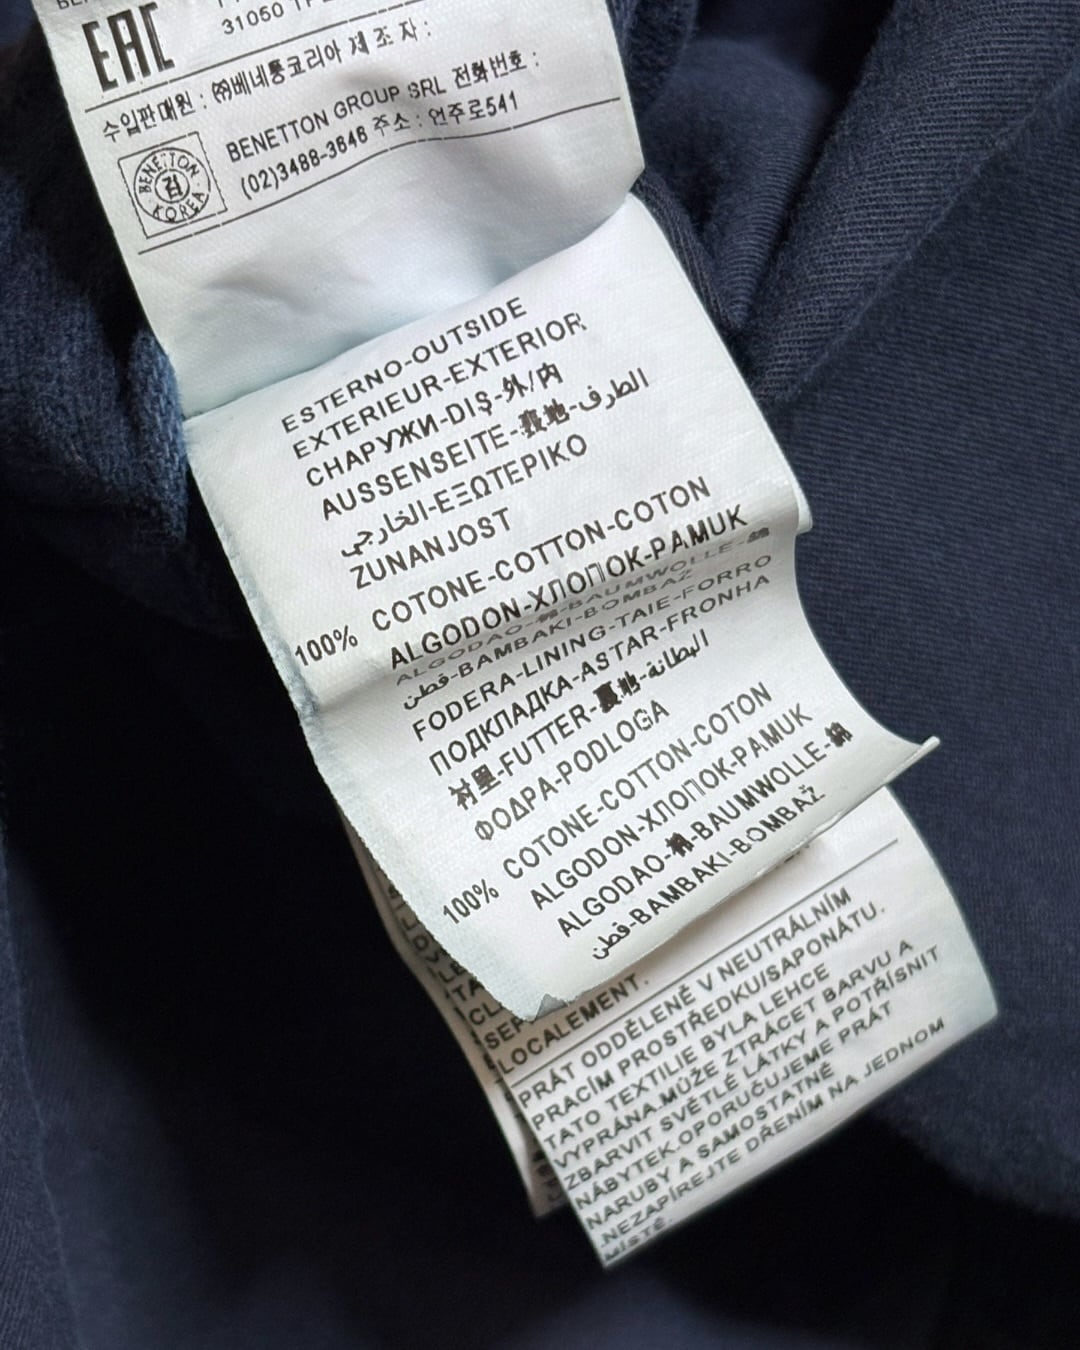 EAC
31050
수입판매원 : ㈜베네통코리아 제조자 :
BENETTON GROUP SRL 전화번호 :
(02)3488-3646 주소 : 언주로541
BENETTON
검
KOREA
ESTERNO-OUTSIDE
EXTERIEUR-EXTERIOR
СНАРУЖИ-DIŞ-外/内
AUSSENSEITE-表地-الطرف
الخارجي-ΕΞΩΤΕΡΙΚΟ
ZUNANJOST
COTONE-COTTON-COTON
100% ALGODON-ХЛОПОК-PAMUK
ALGODAO-綿-BAUMWOLLE-棉
قطن-BAMBAKI-BOMBAŽ
FODERA-LINING-TAIE-FORRO
ПОДКЛАДКА-ASTAR-FRONHA
衬里-FUTTER-裏地-البطانة
ΦΟΔΡΑ-PODLOGA
COTONE-COTTON-COTON
100% ALGODON-ХЛОПОК-PAMUK
ALGODAO-棉-BAUMWOLLE-綿
قطن-BAMBAKI-BOMBAŽ
LOCALEMENT.
PRÁT ODDĚLENĚ V NEUTRÁLNÍM
PRACÍM PROSTŘEDKU/SAPONÁTU.
TATO TEXTILIE BYLA LEHCE
VYPRÁNA.MŮŽE ZTRÁCET BARVU A
ZBARVIT SVĚTLÉ LÁTKY A POTŘÍSNIT
NÁBYTEK.OPORUČUJEME PRÁT
NARUBY A SAMOSTATNĚ
.NEZAPÍREJTE DŘENÍM NA JEDNOM
MÍSTĚ.